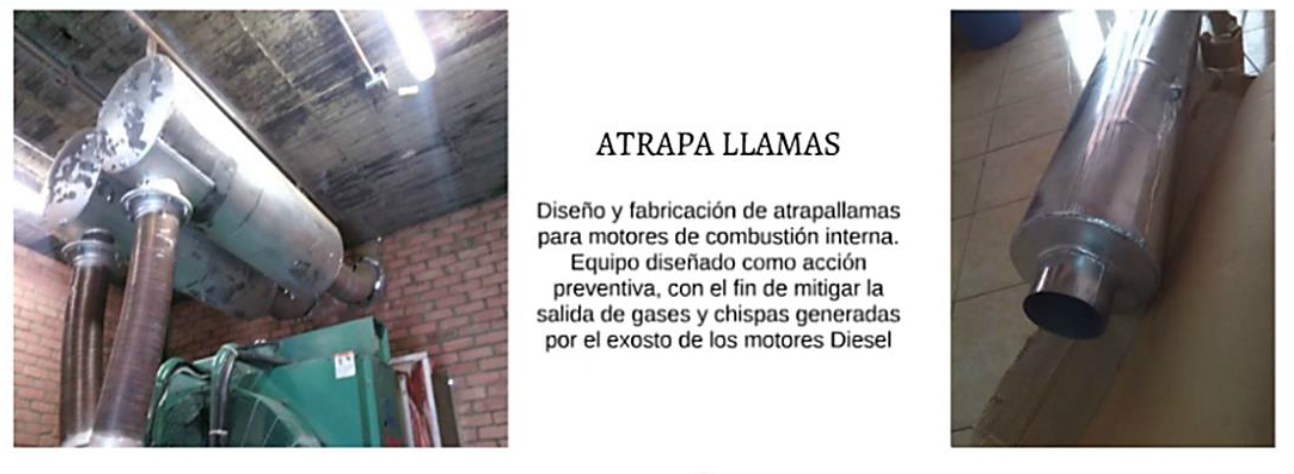 ATRAPA LLAMAS
Diseño y fabricación de atrapallamas
para motores de combustión interna.
Equipo diseñado como acción
preventiva, con el fin de mitigar la
salida de gases y chispas generadas
por el exosto de los motores Diesel